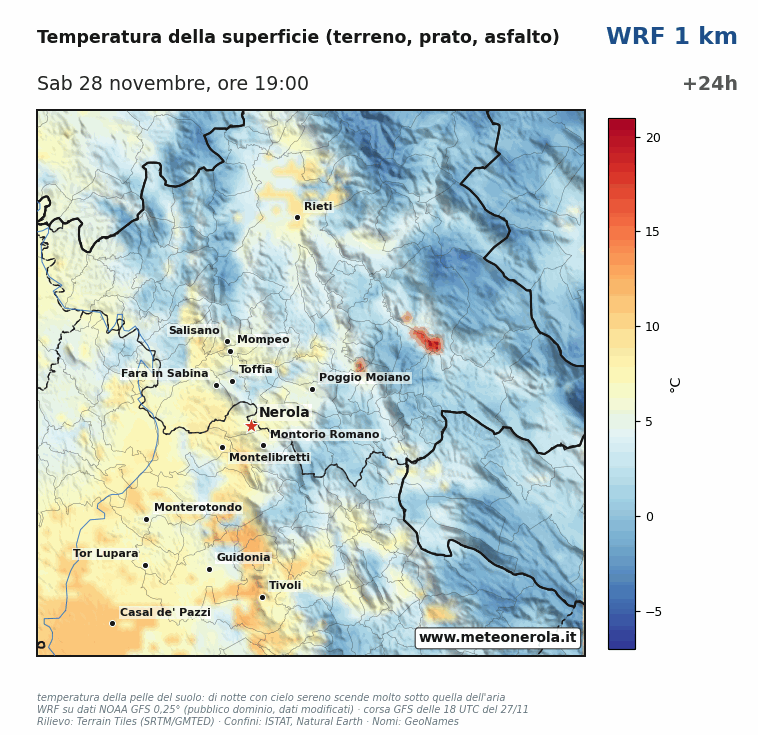 Temperatura della superficie (terreno, prato, asfalto)
WRF 1 km
Sab 28 novembre, ore 19:00
+24h
Rieti
Salisano
Mompeo
Toffia
Fara in Sabina
Poggio Moiano
Nerola
Montorio Romano
Montelibretti
Monterotondo
Tor Lupara
Guidonia
Tivoli
Casal de' Pazzi
www.meteonerola.it
20
15
10
5
0
−5
°C
temperatura della pelle del suolo: di notte con cielo sereno scende molto sotto quella dell'aria
WRF su dati NOAA GFS 0,25° (pubblico dominio, dati modificati) · corsa GFS delle 18 UTC del 27/11
Rilievo: Terrain Tiles (SRTM/GMTED) · Confini: ISTAT, Natural Earth · Nomi: GeoNames